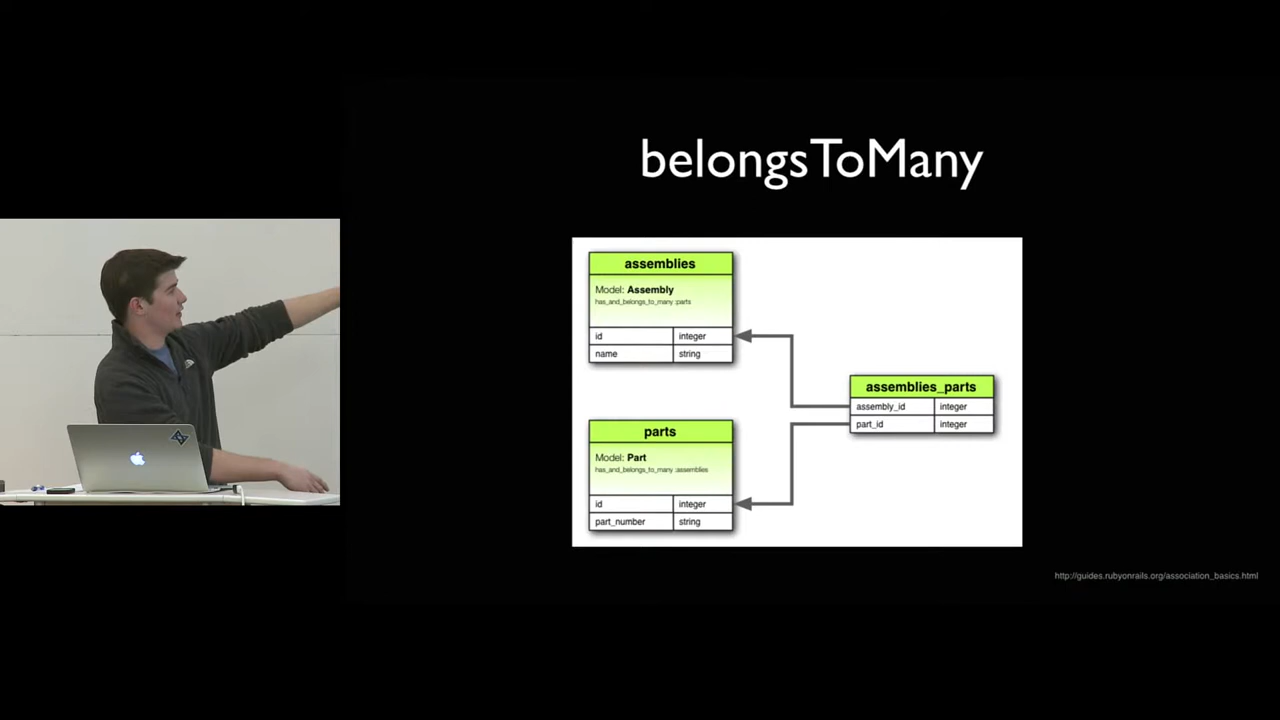 belongsToMany
assemblies
Model: Assembly
has_and_belongs_to_many :parts
id integer
name string
assemblies_parts
assembly_id integer
part_id integer
parts
Model: Part
has_and_belongs_to_many :assemblies
id integer
part_number string
http://guides.rubyonrails.org/association_basics.html